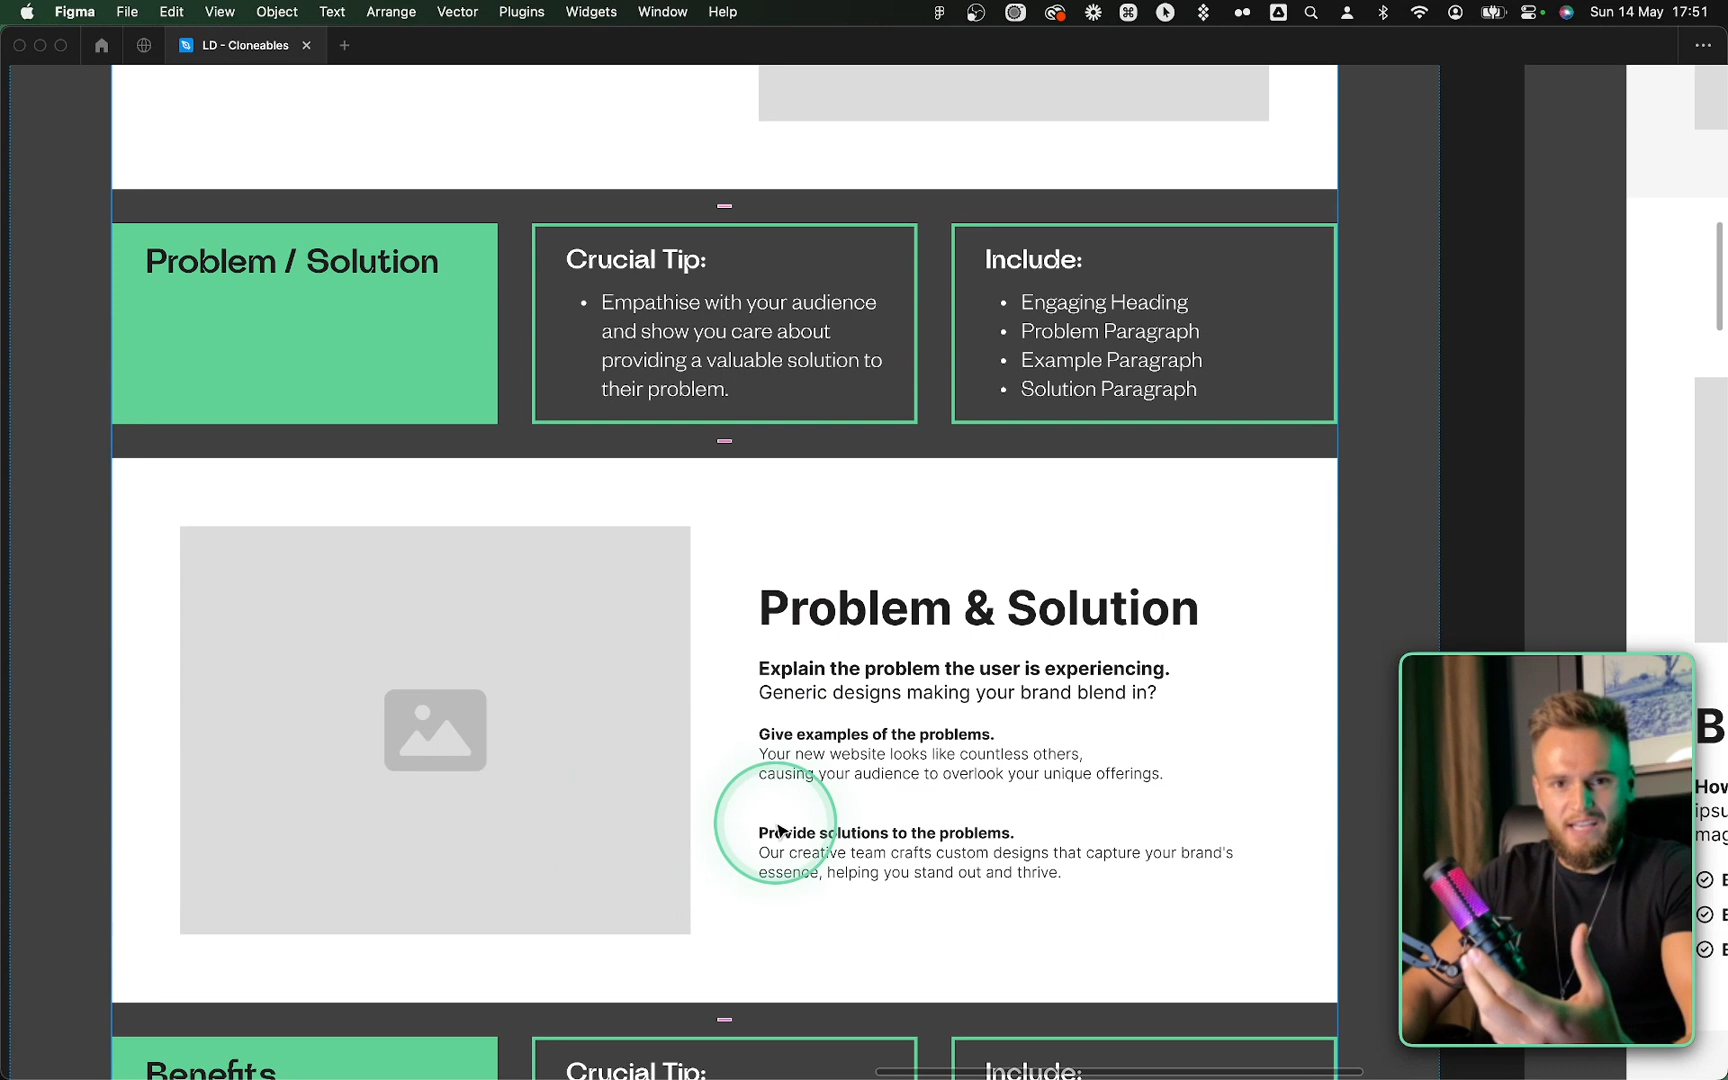 Figma File Edit View Object Text Arrange Vector Plugins Widgets Window Help Sun 14 May 17:51
LD - Cloneables
Problem / Solution
Crucial Tip:
• Empathise with your audience
and show you care about
providing a valuable solution to
their problem.
Include:
• Engaging Heading
• Problem Paragraph
• Example Paragraph
• Solution Paragraph
Problem & Solution
Explain the problem the user is experiencing.
Generic designs making your brand blend in?
Give examples of the problems.
Your new website looks like countless others,
causing your audience to overlook your unique offerings.
Provide solutions to the problems.
Our creative team crafts custom designs that capture your brand's
essence, helping you stand out and thrive.
B
How
ipsu
mag
E
E
E
Benefits
Crucial Tip:
Include: